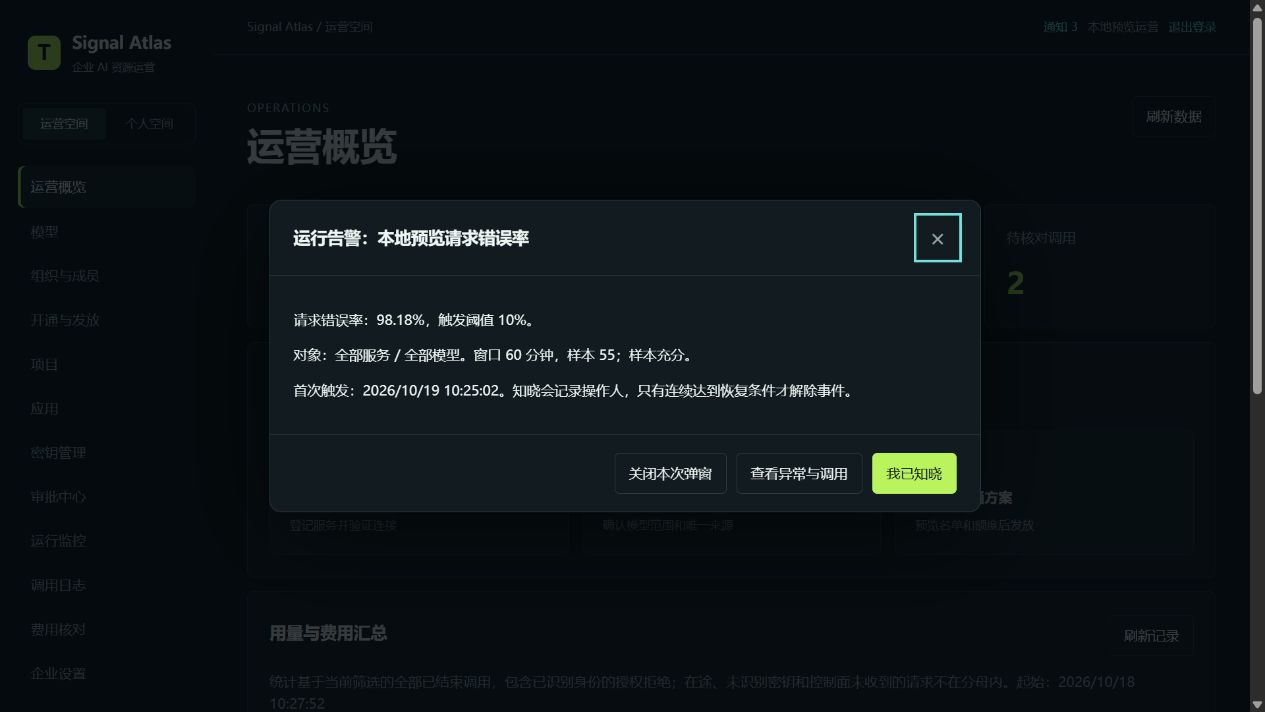 Signal Atlas
企业 AI 资源运营
Signal Atlas / 运营空间
通知 3 本地预览运营 退出登录
运营空间 个人空间
OPERATIONS
运营概览
刷新数据
运营概览
模型
组织与成员
开通与发放
项目
应用
密钥管理
审批中心
运行监控
调用日志
费用核对
企业设置
待核对调用
2
运行告警：本地预览请求错误率
×
请求错误率：98.18%，触发阈值 10%。
对象：全部服务 / 全部模型。窗口 60 分钟，样本 55；样本充分。
首次触发：2026/10/19 10:25:02。知晓会记录操作人，只有连续达到恢复条件才解除事件。
关闭本次弹窗 查看异常与调用 我已知晓
方案
登记服务并验证连接 确认模型范围和唯一来源 预览名单和额度后发放
用量与费用汇总
刷新记录
统计基于当前筛选的全部已结束调用，包含已识别身份的授权拒绝；在途、未识别密钥和控制面未收到的请求不在分母内。起始：2026/10/18
10:27:52